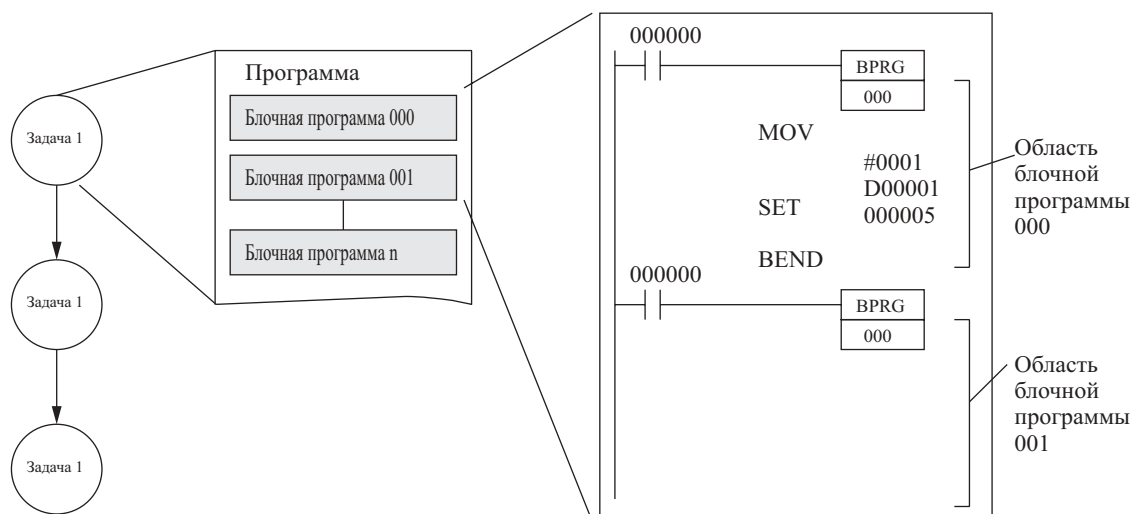 Задача 1
Задача 1
Задача 1
Программа
Блочная программа 000
Блочная программа 001
Блочная программа n
000000
BPRG
000
MOV
#0001
D00001
SET
000005
BEND
000000
BPRG
000
Область
блочной
программы
000
Область
блочной
программы
001